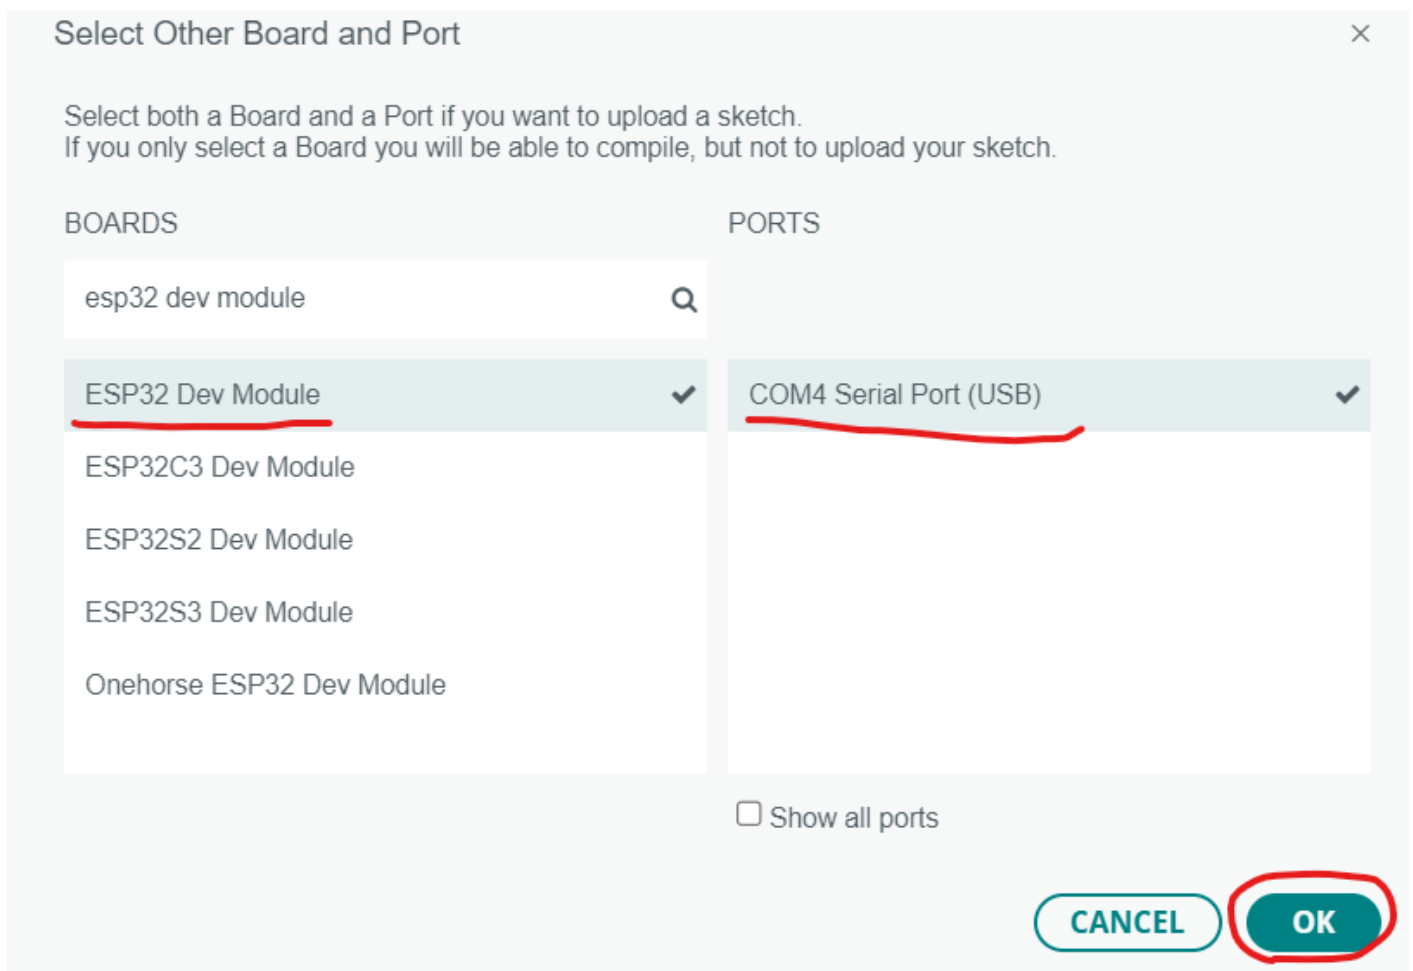 Select Other Board and Port
Select both a Board and a Port if you want to upload a sketch.
If you only select a Board you will be able to compile, but not to upload your sketch.
BOARDS
esp32 dev module
ESP32 Dev Module
ESP32C3 Dev Module
ESP32S2 Dev Module
ESP32S3 Dev Module
Onehorse ESP32 Dev Module
PORTS
COM4 Serial Port (USB)
Show all ports
CANCEL
OK